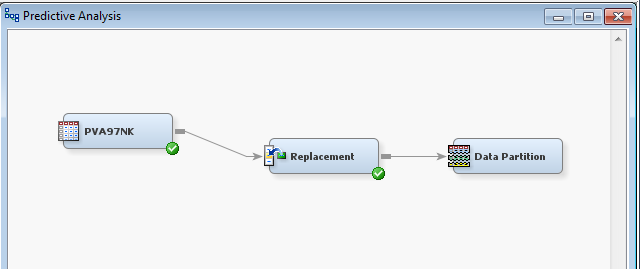 Predictive Analysis
PVA97NK
Replacement
Data Partition